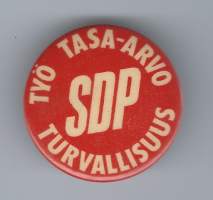 TYÖ TASA-ARVO
SDP
TURVALLISUUS